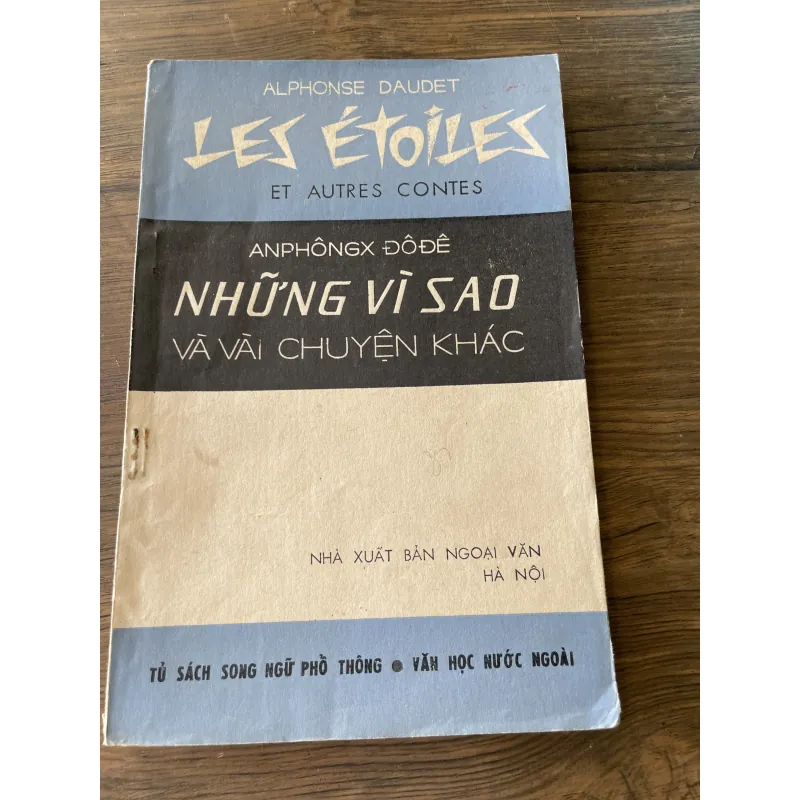 ALPHONSE DAUDET
LES ÉTOILES
ET AUTRES CONTES
ANPHÔNGX ĐÔĐÊ
NHỮNG VÌ SAO
VÀ VÀI CHUYỆN KHÁC
NHÀ XUẤT BẢN NGOẠI VĂN
HÀ NỘI
TỦ SÁCH SONG NGỮ PHỔ THÔNG ● VĂN HỌC NƯỚC NGOÀI